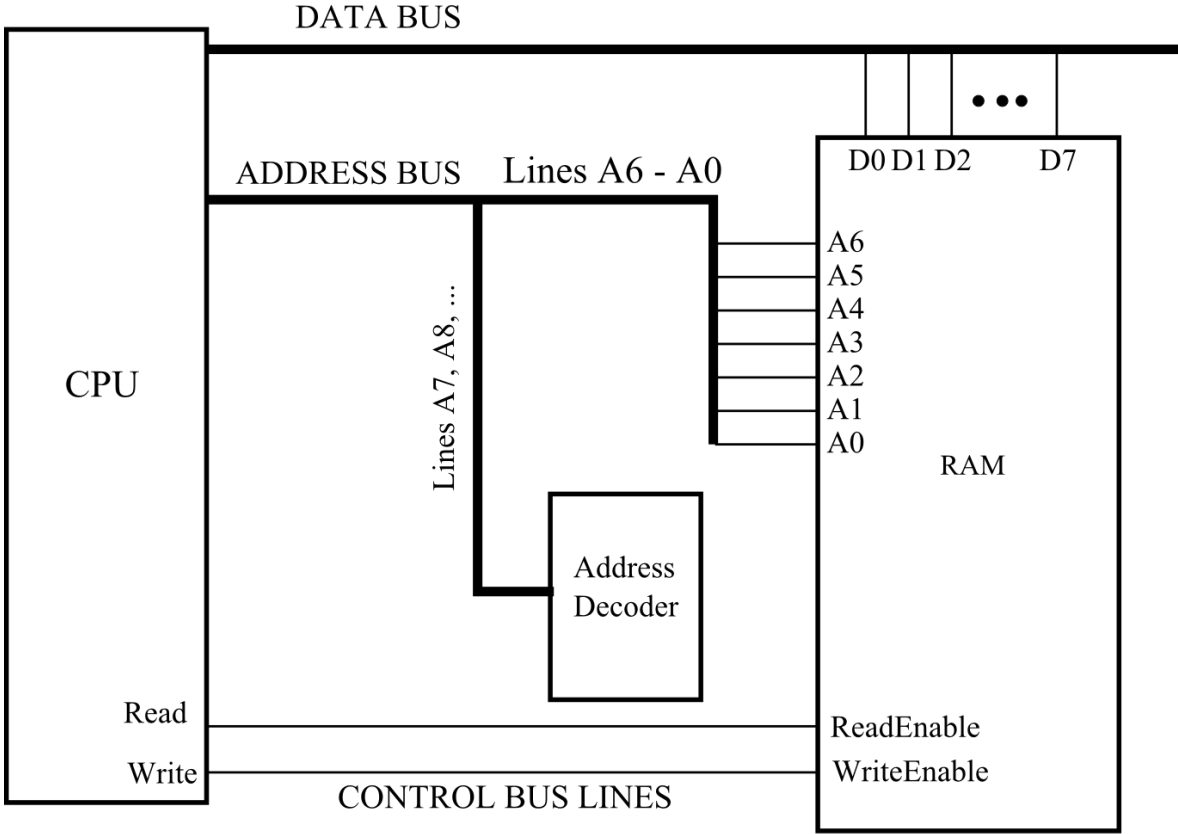 DATA BUS
D0 D1 D2 D7
ADDRESS BUS
Lines A6 - A0
A6
A5
A4
A3
A2
A1
A0
Lines A7, A8, ...
CPU
RAM
Address
Decoder
Read
ReadEnable
Write
WriteEnable
CONTROL BUS LINES